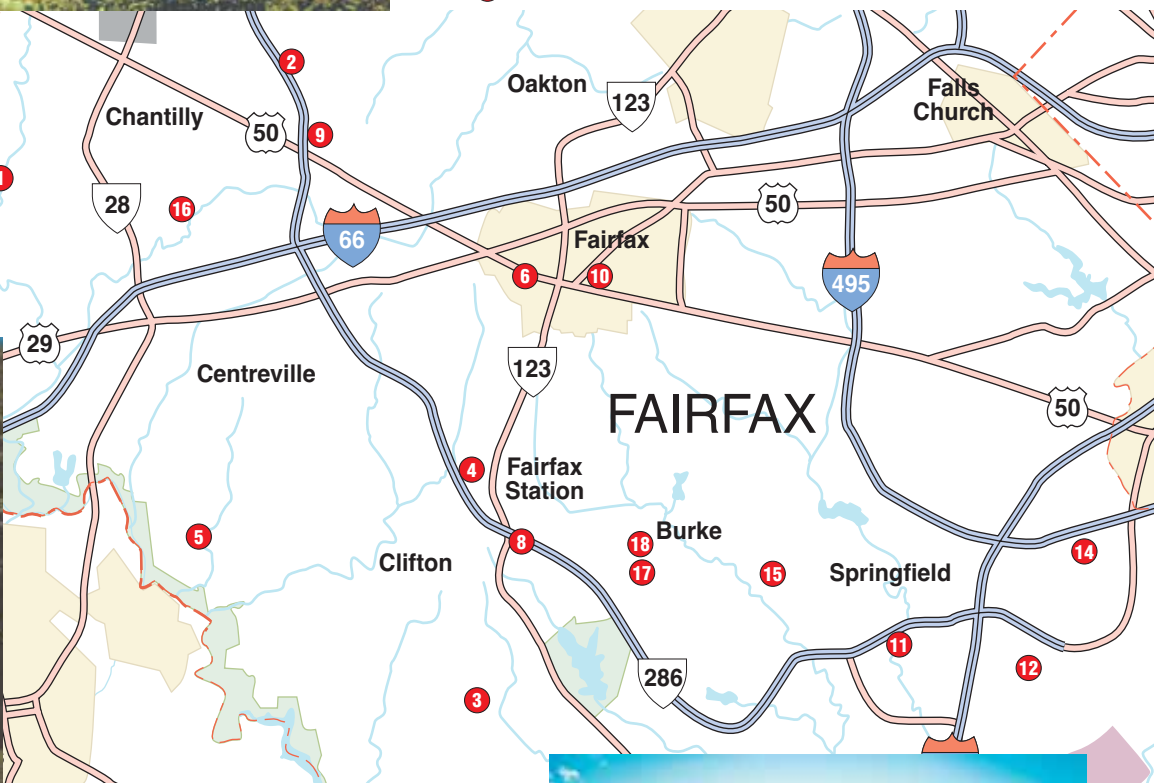 2
Oakton
Falls
Church
123
Chantilly
50
9
28
16
50
66
Fairfax
6
10
495
29
123
Centreville
FAIRFAX
50
4
Fairfax
Station
5
8
18
Burke
Clifton
17
15
Springfield
14
11
12
286
3